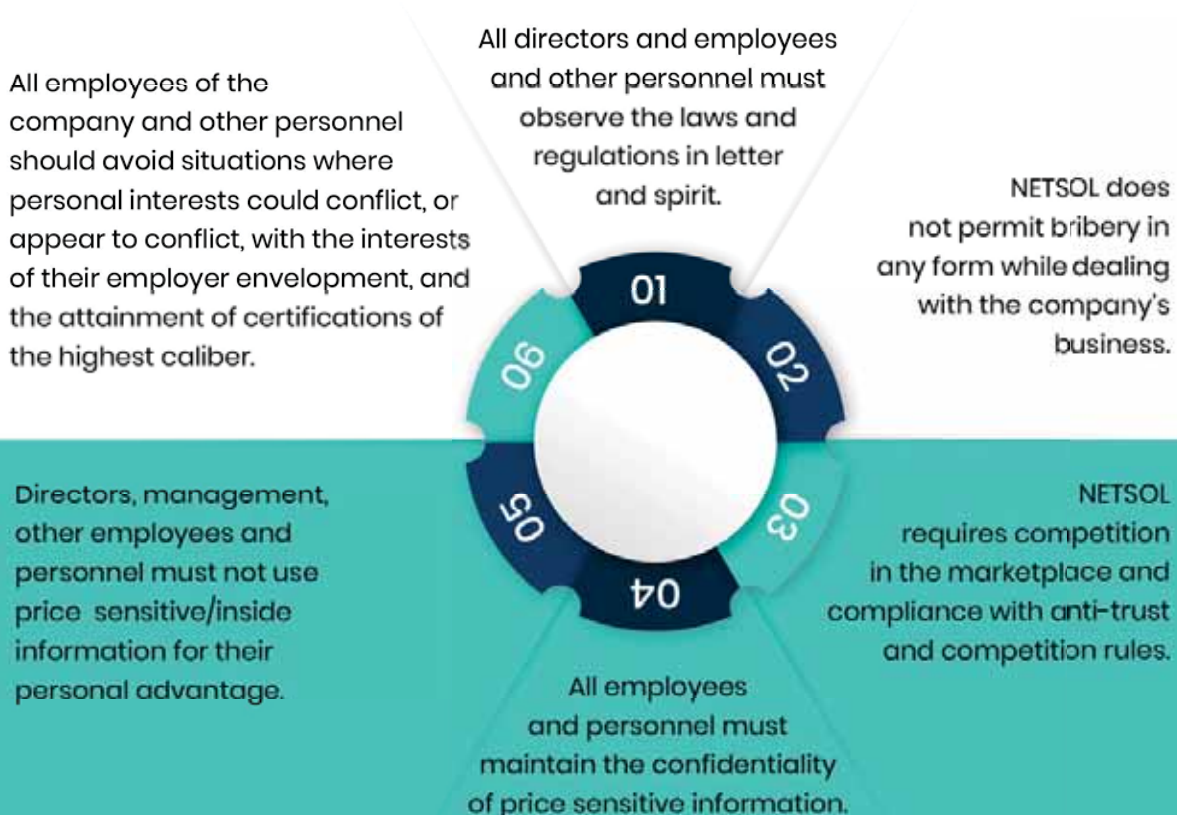 All directors and employees
and other personnel must
observe the laws and
regulations in letter
and spirit.
01
NETSOL does
not permit bribery in
any form while dealing
with the company's
business.
02
NETSOL
requires competition
in the marketplace and
compliance with anti-trust
and competition rules.
03
All employees
and personnel must
maintain the confidentiality
of price sensitive information.
04
Directors, management,
other employees and
personnel must not use
price sensitive/inside
information for their
personal advantage.
05
All employees of the
company and other personnel
should avoid situations where
personal interests could conflict, or
appear to conflict, with the interests
of their employer envelopment, and
the attainment of certifications of
the highest caliber.
06